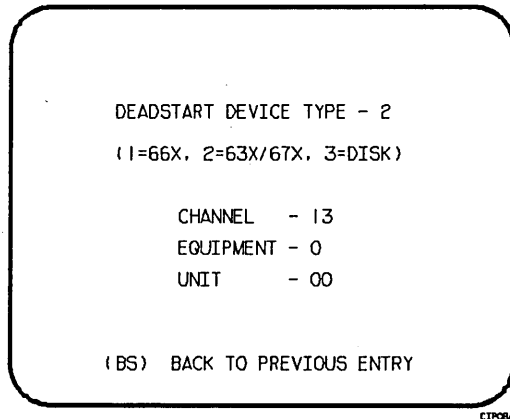 DEADSTART DEVICE TYPE - 2
(1=66X, 2=63X/67X, 3=DISK)
CHANNEL - 13
EQUIPMENT - 0
UNIT - 00
(BS) BACK TO PREVIOUS ENTRY